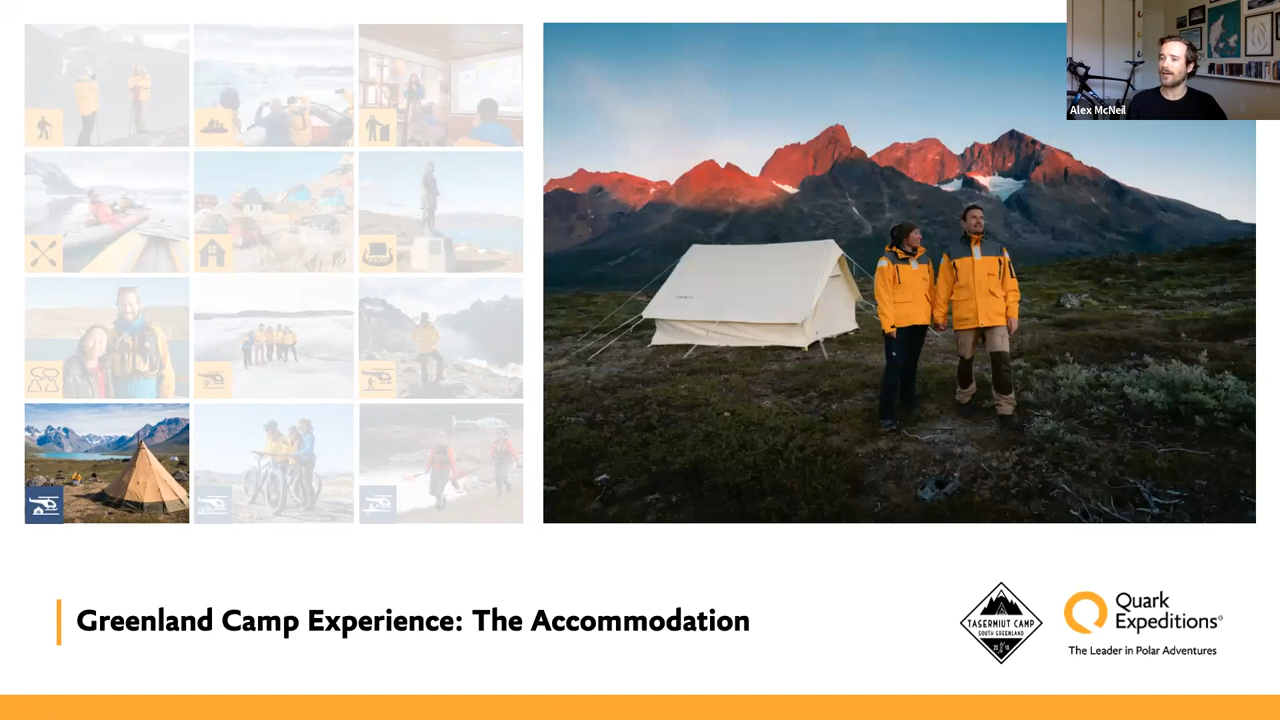 Alex McNeil
Greenland Camp Experience: The Accommodation
TASERMIUT CAMP
SOUTH GREENLAND
Quark
Expeditions®
The Leader in Polar Adventures